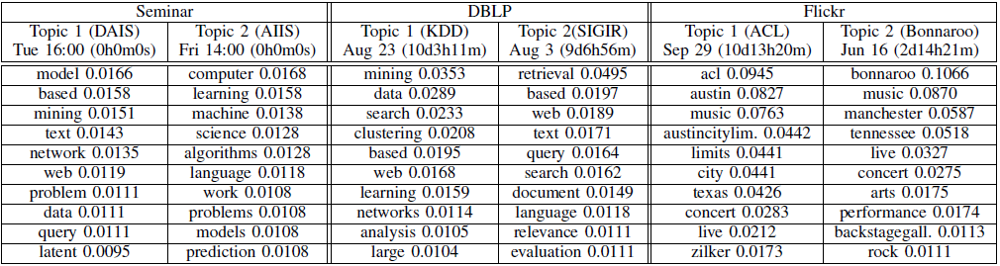 Seminar DBLP Flickr
Topic 1 (DAIS) Topic 2 (AIIS) Topic 1 (KDD) Topic 2(SIGIR) Topic 1 (ACL) Topic 2 (Bonnaroo)
Tue 16:00 (0h0m0s) Fri 14:00 (0h0m0s) Aug 23 (10d3h11m) Aug 3 (9d6h56m) Sep 29 (10d13h20m) Jun 16 (2d14h21m)
model 0.0166 computer 0.0168 mining 0.0353 retrieval 0.0495 acl 0.0945 bonnaroo 0.1066
based 0.0158 learning 0.0158 data 0.0289 based 0.0197 austin 0.0827 music 0.0870
mining 0.0151 machine 0.0138 search 0.0233 web 0.0189 music 0.0763 manchester 0.0587
text 0.0143 science 0.0128 clustering 0.0208 text 0.0171 austincitylim. 0.0442 tennessee 0.0518
network 0.0135 algorithms 0.0128 based 0.0195 query 0.0164 limits 0.0441 live 0.0327
web 0.0119 language 0.0118 web 0.0168 search 0.0162 city 0.0441 concert 0.0275
problem 0.0111 work 0.0108 learning 0.0159 document 0.0149 texas 0.0426 arts 0.0175
data 0.0111 problems 0.0108 networks 0.0114 language 0.0118 concert 0.0283 performance 0.0174
query 0.0111 models 0.0108 analysis 0.0105 relevance 0.0111 live 0.0212 backstagegall. 0.0113
latent 0.0095 prediction 0.0108 large 0.0104 evaluation 0.0111 zilker 0.0173 rock 0.0111